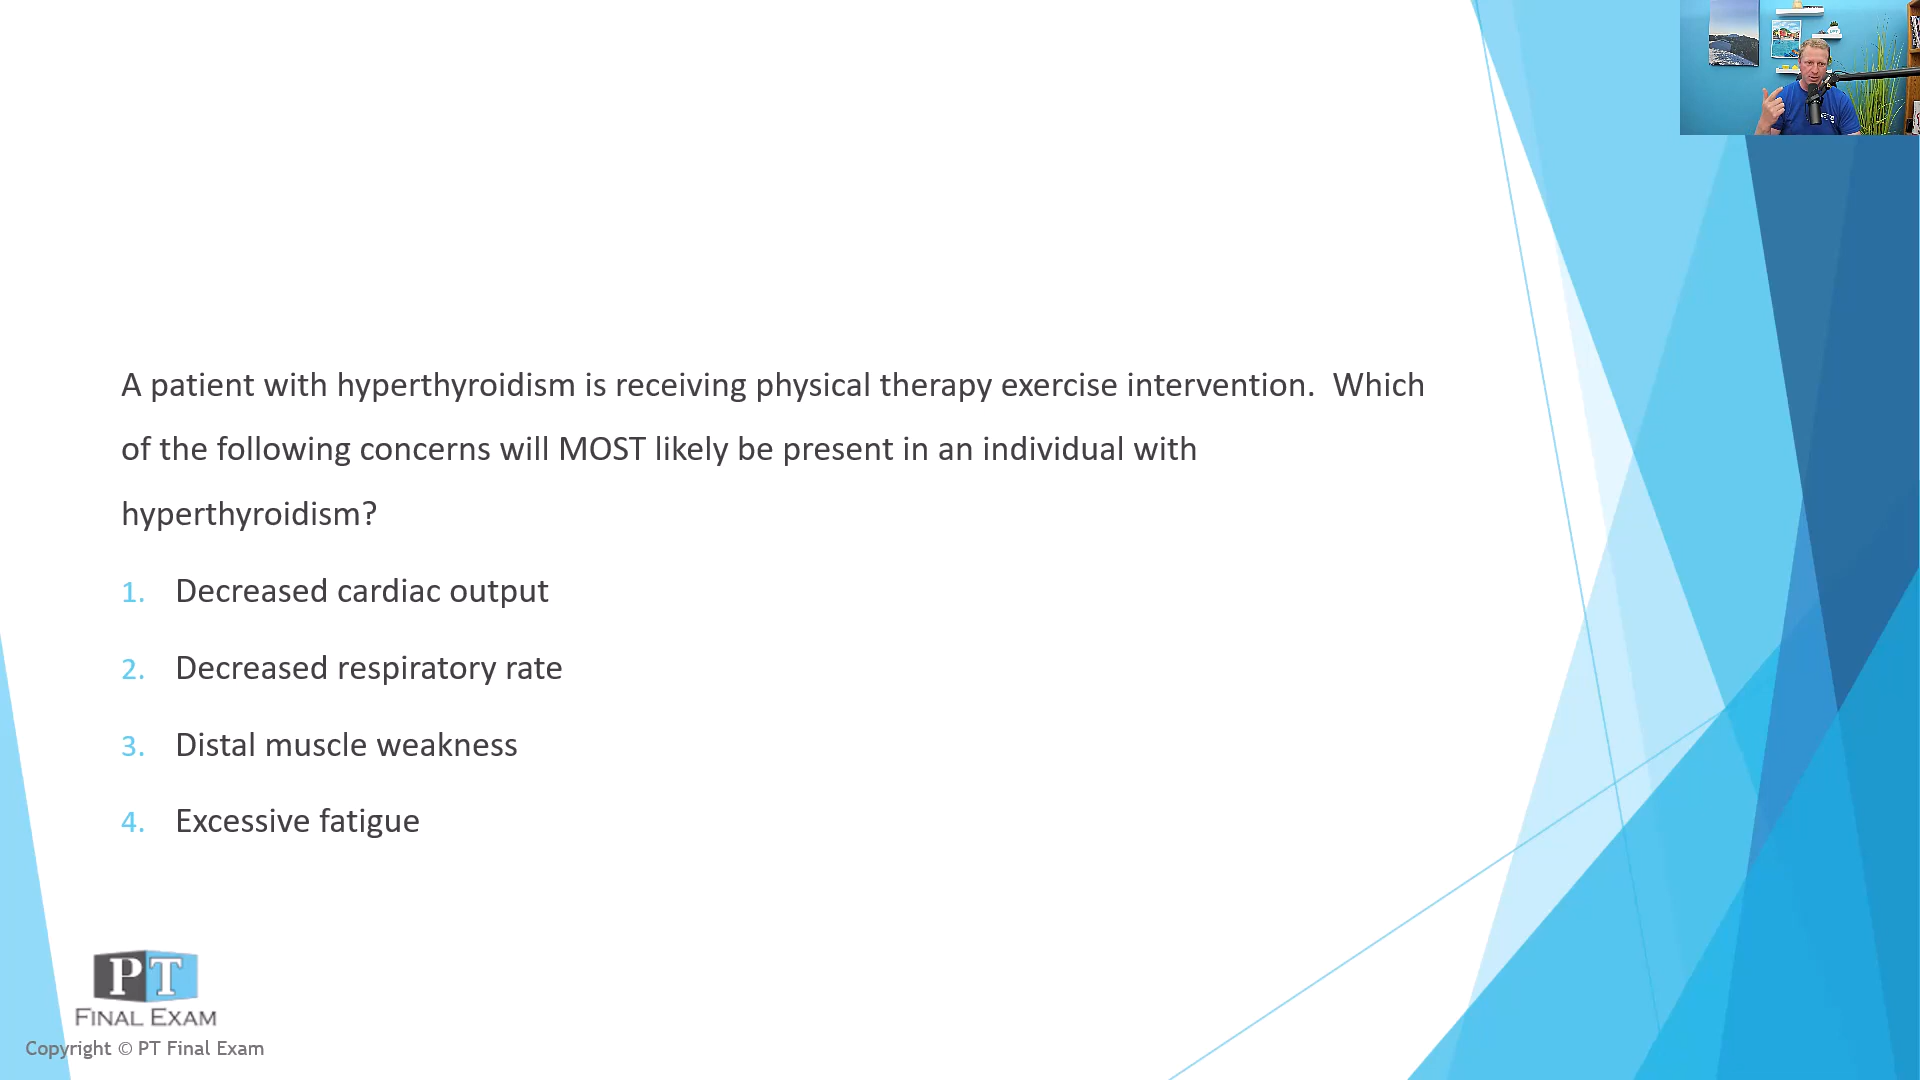 A patient with hyperthyroidism is receiving physical therapy exercise intervention.  Which
of the following concerns will MOST likely be present in an individual with
hyperthyroidism?
1. Decreased cardiac output
2. Decreased respiratory rate
3. Distal muscle weakness
4. Excessive fatigue
PT
FINAL EXAM
Copyright © PT Final Exam